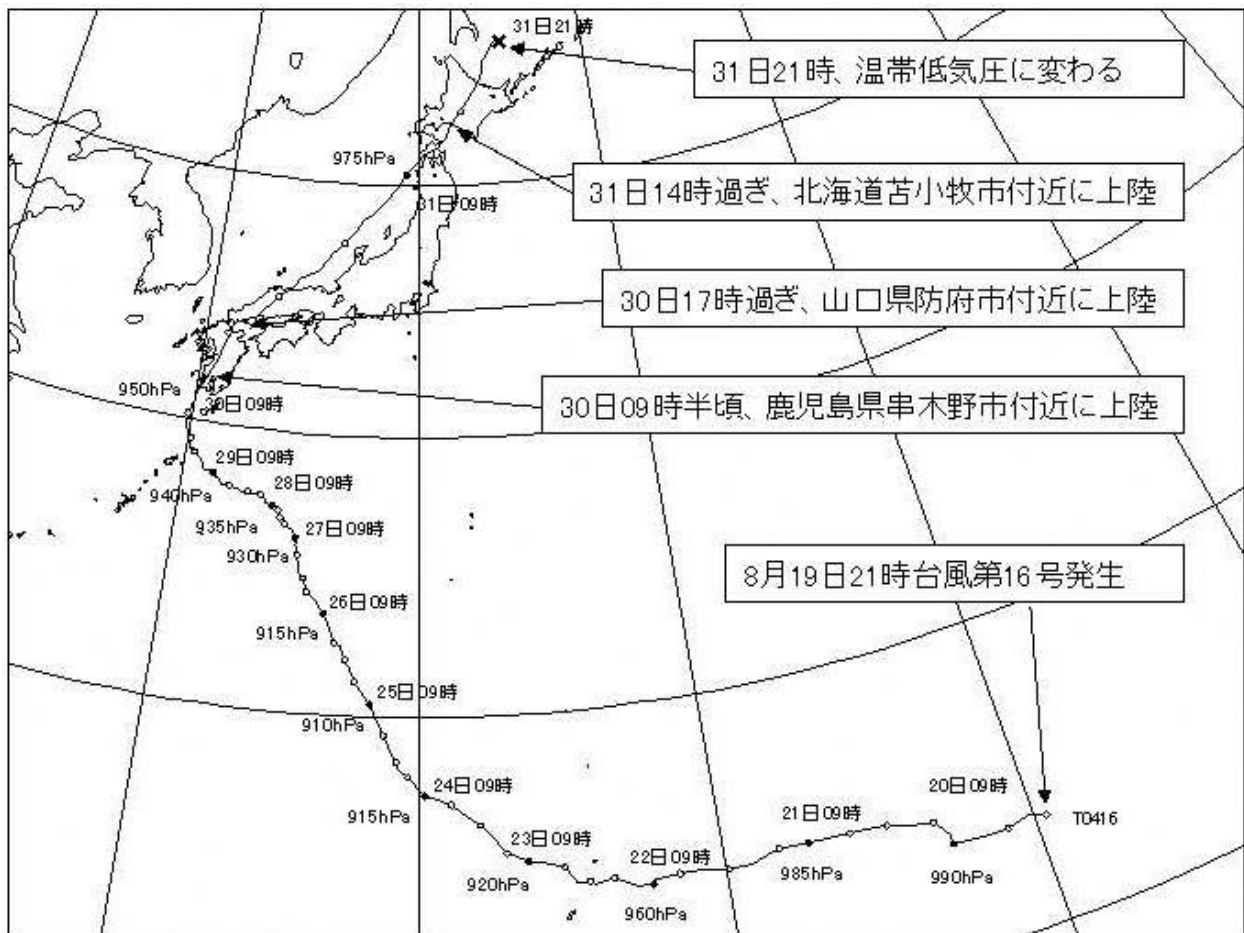 31日21時
31日21時、温帯低気圧に変わる
975hPa
31日09時
31日14時過ぎ、北海道苫小牧市付近に上陸
30日17時過ぎ、山口県防府市付近に上陸
950hPa
30日09時
30日09時半頃、鹿児島県串木野市付近に上陸
29日09時
940hPa
28日09時
935hPa
27日09時
930hPa
8月19日21時台風第16号発生
26日09時
915hPa
25日09時
910hPa
24日09時
915hPa
23日09時
920hPa
22日09時
960hPa
21日09時
985hPa
20日09時
990hPa
T0416